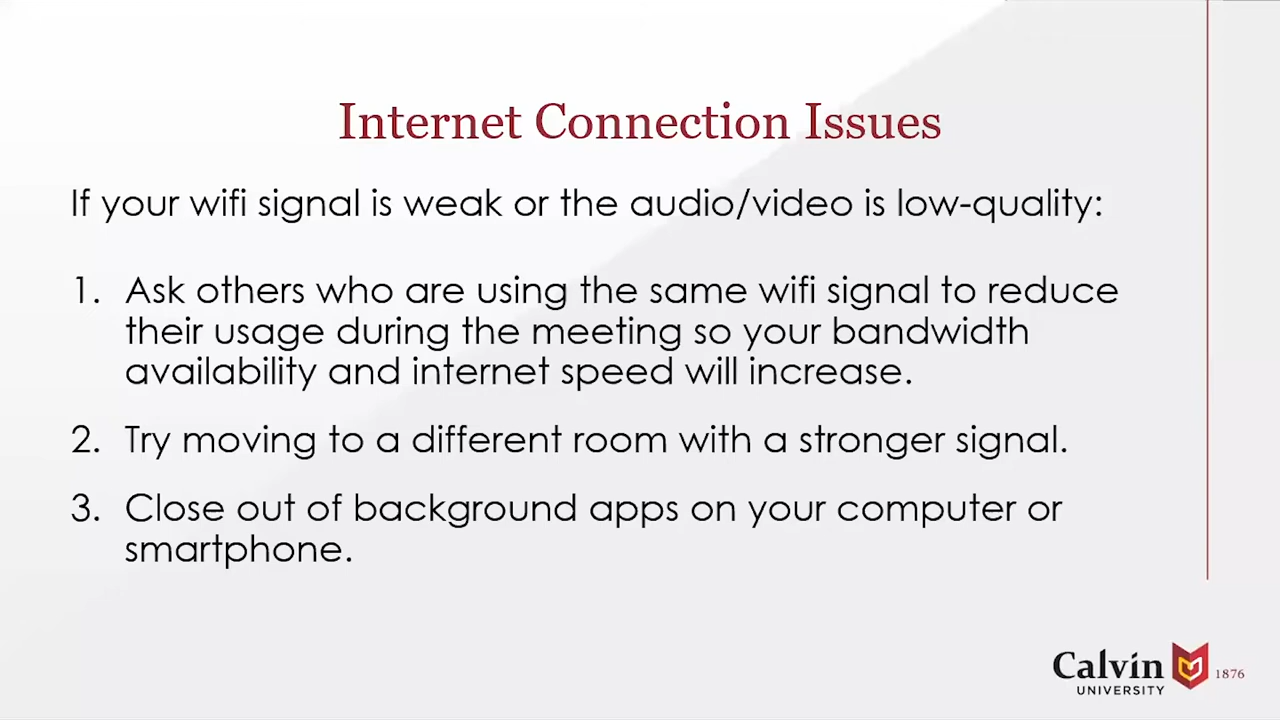 Internet Connection Issues
If your wifi signal is weak or the audio/video is low-quality:
1. Ask others who are using the same wifi signal to reduce
their usage during the meeting so your bandwidth
availability and internet speed will increase.
2. Try moving to a different room with a stronger signal.
3. Close out of background apps on your computer or
smartphone.
Calvin
UNIVERSITY
1876